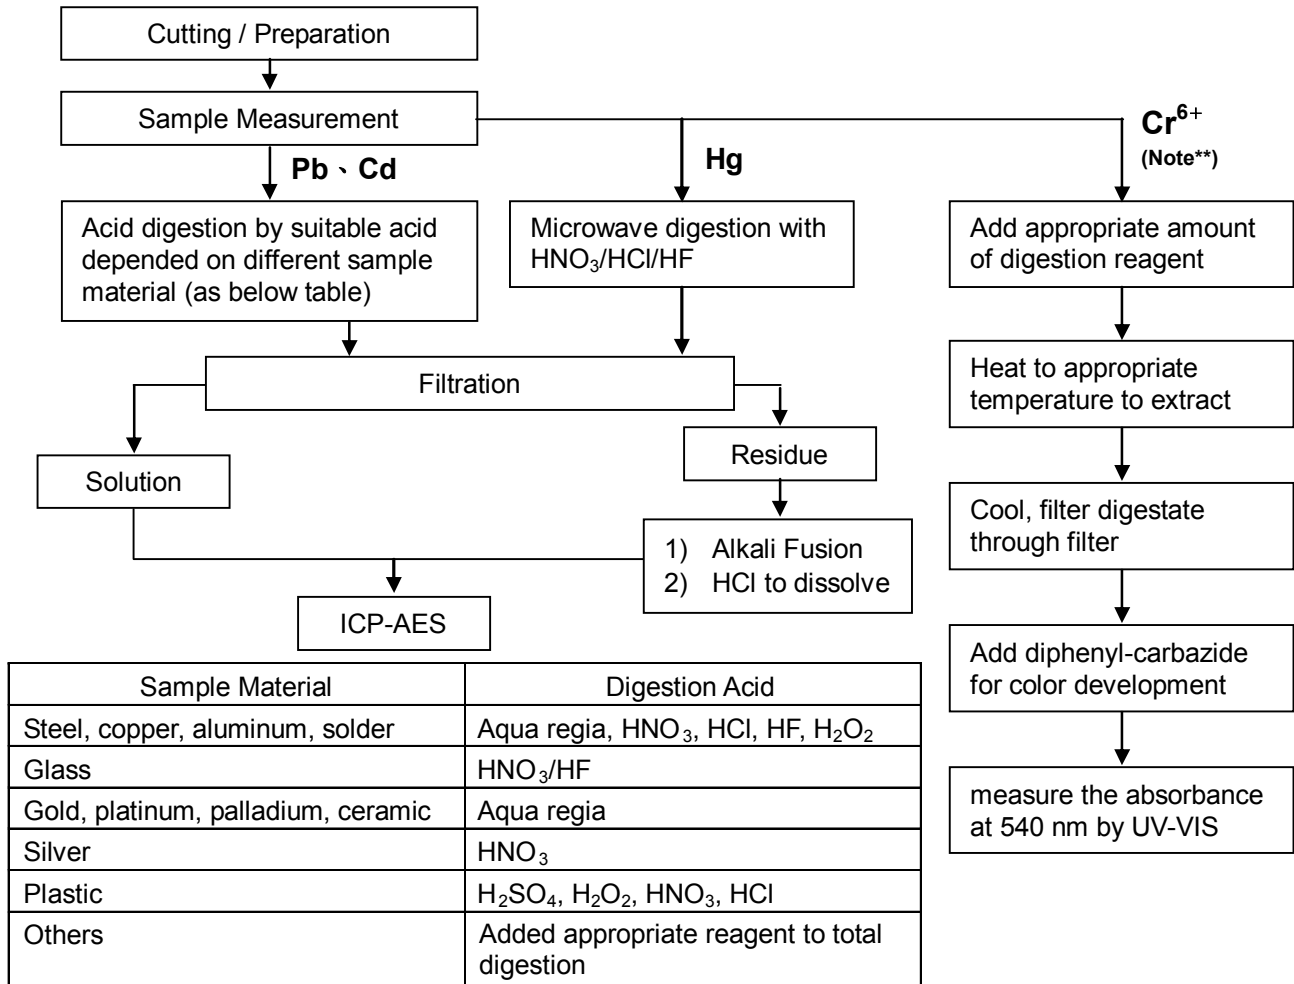 Cutting / Preparation
Sample Measurement
Pb、Cd
Hg
Cr⁶⁺
(Note**)
Acid digestion by suitable acid
depended on different sample
material (as below table)
Microwave digestion with
HNO₃/HCl/HF
Add appropriate amount
of digestion reagent
Filtration
Heat to appropriate
temperature to extract
Solution
Residue
Cool, filter digestate
through filter
1) Alkali Fusion
2) HCl to dissolve
ICP-AES
Add diphenyl-carbazide
for color development
measure the absorbance
at 540 nm by UV-VIS
Sample Material Digestion Acid
Steel, copper, aluminum, solder Aqua regia, HNO₃, HCl, HF, H₂O₂
Glass HNO₃/HF
Gold, platinum, palladium, ceramic Aqua regia
Silver HNO₃
Plastic H₂SO₄, H₂O₂, HNO₃, HCl
Others Added appropriate reagent to total
digestion